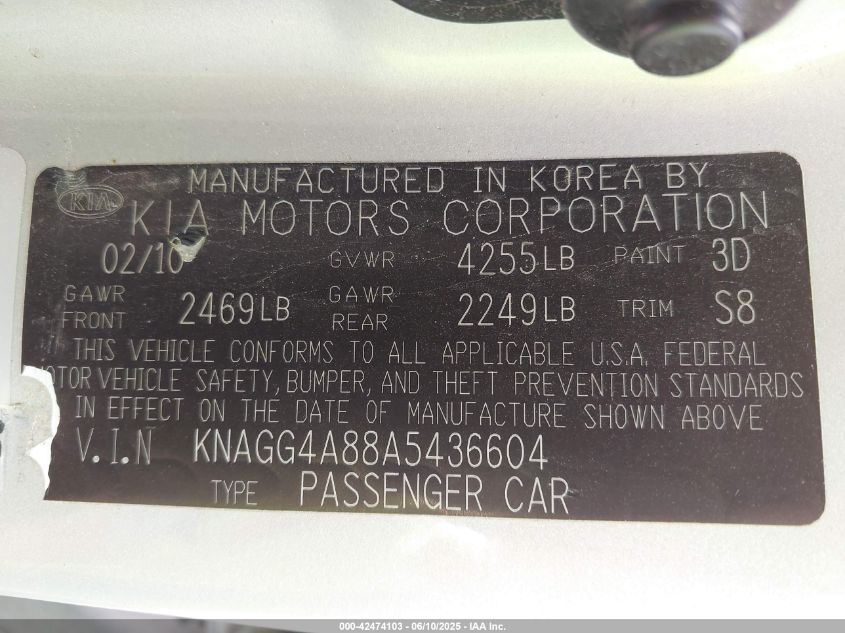 MANUFACTURED IN KOREA BY
KIA KIA MOTORS CORPORATION
02/10 GVWR 4255LB PAINT 3D
GAWR FRONT 2469LB GAWR REAR 2249LB TRIM S8
THIS VEHICLE CONFORMS TO ALL APPLICABLE U.S.A. FEDERAL
MOTOR VEHICLE SAFETY, BUMPER, AND THEFT PREVENTION STANDARDS
IN EFFECT ON THE DATE OF MANUFACTURE SHOWN ABOVE
V.I.N KNAGG4A88A5436604
TYPE PASSENGER CAR
000-42474103 - 06/10/2025 - IAA Inc.